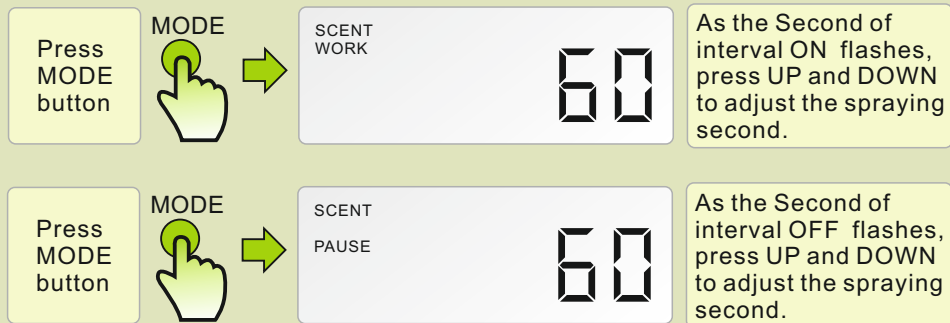 Press
MODE
button
MODE
SCENT
WORK
60
As the Second of
interval ON flashes,
press UP and DOWN
to adjust the spraying
second.
Press
MODE
button
MODE
SCENT
PAUSE
60
As the Second of
interval OFF flashes,
press UP and DOWN
to adjust the spraying
second.